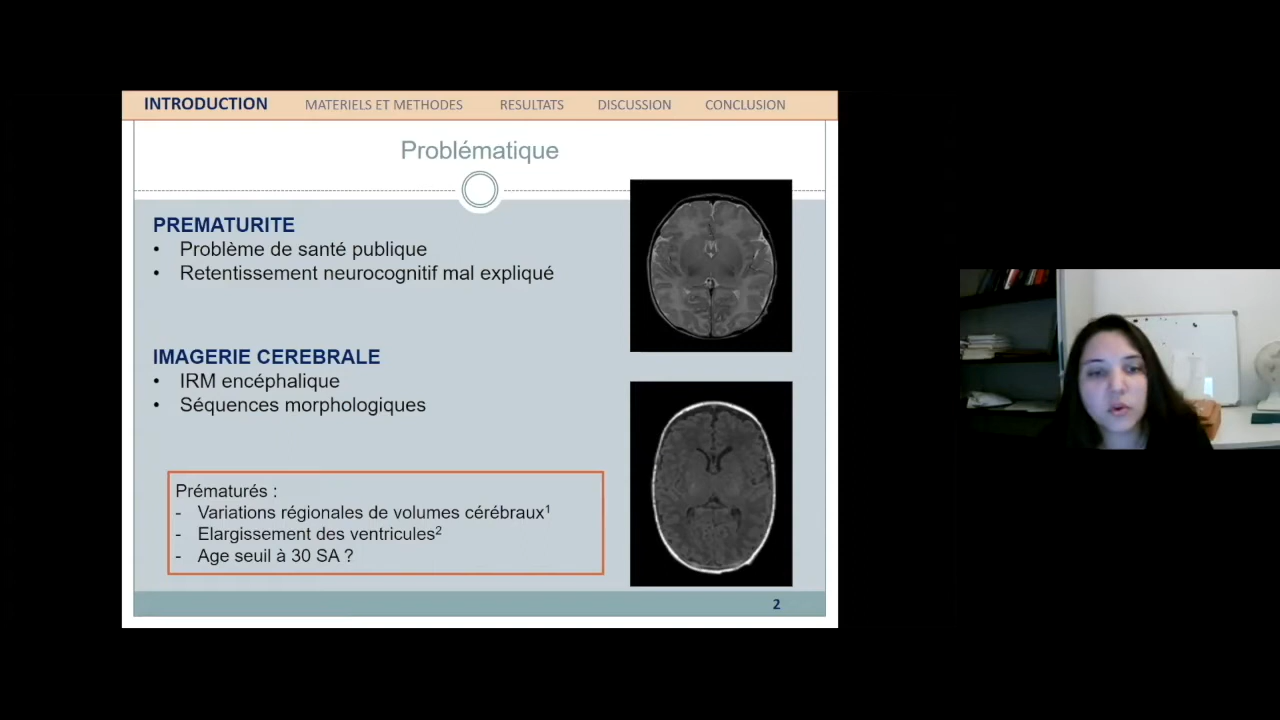 INTRODUCTION MATERIELS ET METHODES RESULTATS DISCUSSION CONCLUSION
Problématique
PREMATURITE
• Problème de santé publique
• Retentissement neurocognitif mal expliqué
IMAGERIE CEREBRALE
• IRM encéphalique
• Séquences morphologiques
Prématurés :
- Variations régionales de volumes cérébraux¹
- Elargissement des ventricules²
- Age seuil à 30 SA ?
2